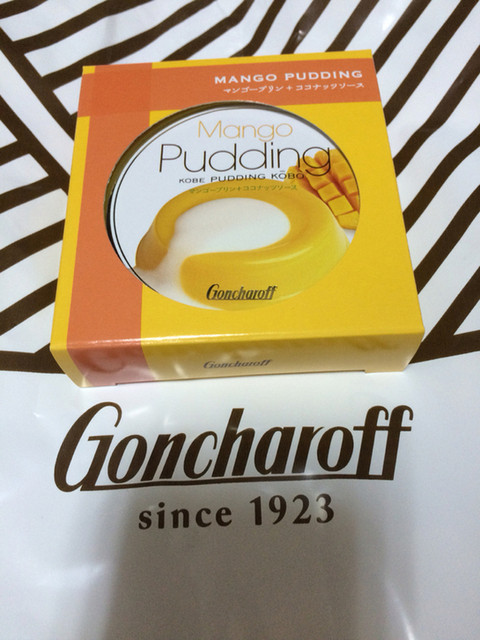 MANGO PUDDING
マンゴープリン+ココナッツソース
Mango
Pudding
KOBE PUDDING KOBO
マンゴープリン+ココナッツソース
Goncharoff
Goncharoff
Goncharoff
since 1923